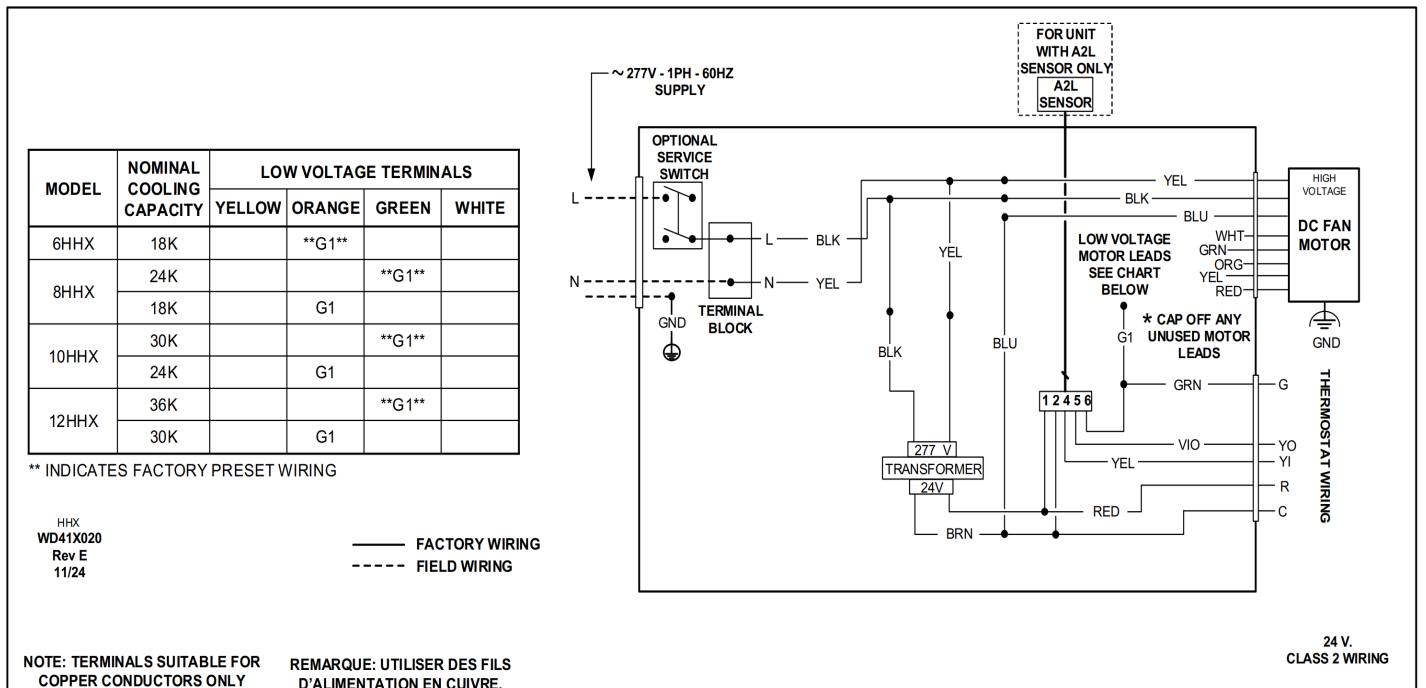 MODEL
NOMINAL
COOLING
CAPACITY
LOW VOLTAGE TERMINALS
YELLOW ORANGE GREEN WHITE
6HHX 18K **G1**
8HHX
24K **G1**
18K G1
10HHX
30K **G1**
24K G1
12HHX
36K **G1**
30K G1
** INDICATES FACTORY PRESET WIRING
HHX
WD41X020
Rev E
11/24
FACTORY WIRING
FIELD WIRING
NOTE: TERMINALS SUITABLE FOR
COPPER CONDUCTORS ONLY
REMARQUE: UTILISER DES FILS
D'ALIMENTATION EN CUIVRE.
~ 277V - 1PH - 60HZ
SUPPLY
OPTIONAL
SERVICE
SWITCH
L
N
GND
L
N
BLK
YEL
TERMINAL
BLOCK
FOR UNIT
WITH A2L
SENSOR ONLY
A2L
SENSOR
YEL
BLK
BLU
WHT
GRN
ORG
YEL
RED
HIGH
VOLTAGE
DC FAN
MOTOR
GND
LOW VOLTAGE
MOTOR LEADS
SEE CHART
BELOW
* CAP OFF ANY
UNUSED MOTOR
LEADS
G1
YEL
BLK
BLU
1 2 4 5 6
277 V
TRANSFORMER
24V
GRN
VIO
YEL
RED
BRN
G
YO
YI
R
C
THERMOSTAT WIRING
24 V.
CLASS 2 WIRING